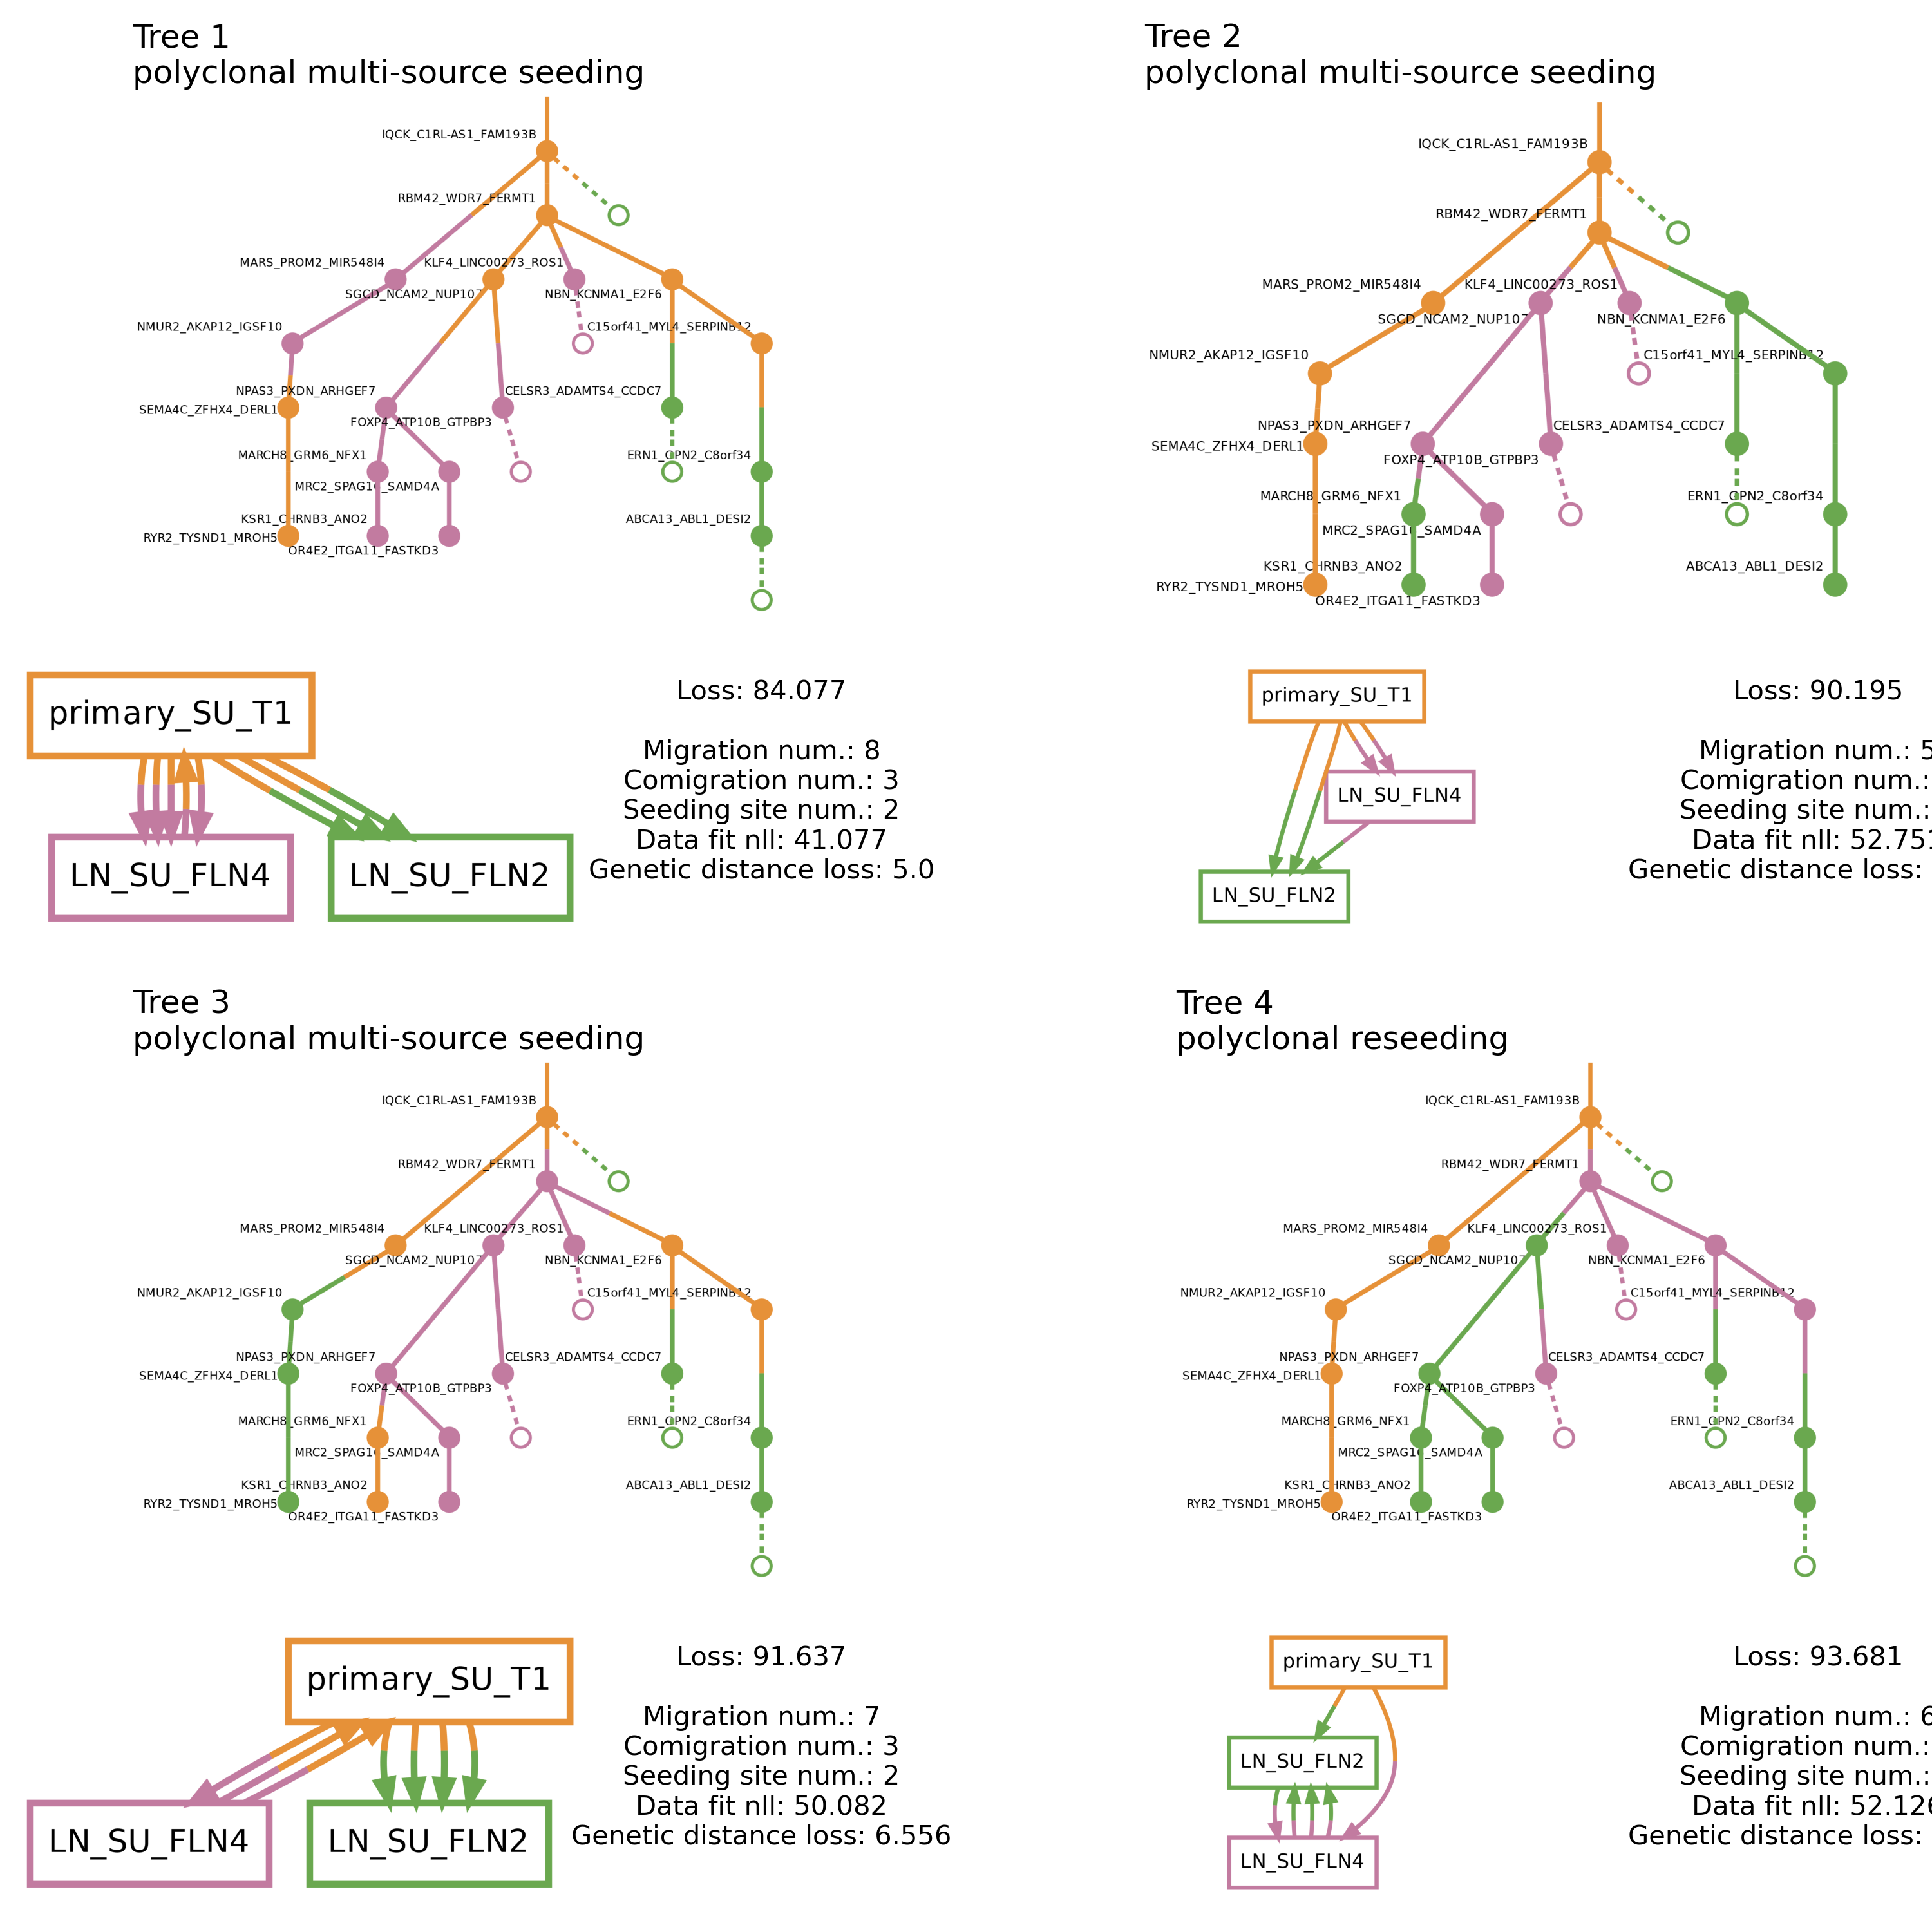 Tree 1
polyclonal multi-source seeding
IQCK_C1RL-AS1_FAM193B
RBM42_WDR7_FERMT1
MARS_PROM2_MIR548I4
KLF4_LINC00273_ROS1
SGCD_NCAM2_NUP107
NBN_KCNMA1_E2F6
NMUR2_AKAP12_IGSF10
C15orf41_MYL4_SERPINB12
NPAS3_PXDN_ARHGEF7
CELSR3_ADAMTS4_CCDC7
SEMA4C_ZFHX4_DERL1
FOXP4_ATP10B_GTPBP3
MARCH8_GRM6_NFX1
ERN1_OPN2_C8orf34
MRC2_SPAG16_SAMD4A
KSR1_CHRNB3_ANO2
ABCA13_ABL1_DESI2
RYR2_TYSND1_MROH5
OR4E2_ITGA11_FASTKD3
primary_SU_T1
LN_SU_FLN4
LN_SU_FLN2
Loss: 84.077
Migration num.: 8
Comigration num.: 3
Seeding site num.: 2
Data fit nll: 41.077
Genetic distance loss: 5.0
Tree 2
polyclonal multi-source seeding
IQCK_C1RL-AS1_FAM193B
RBM42_WDR7_FERMT1
MARS_PROM2_MIR548I4
KLF4_LINC00273_ROS1
SGCD_NCAM2_NUP107
NBN_KCNMA1_E2F6
NMUR2_AKAP12_IGSF10
C15orf41_MYL4_SERPINB12
NPAS3_PXDN_ARHGEF7
CELSR3_ADAMTS4_CCDC7
SEMA4C_ZFHX4_DERL1
FOXP4_ATP10B_GTPBP3
MARCH8_GRM6_NFX1
ERN1_OPN2_C8orf34
MRC2_SPAG16_SAMD4A
KSR1_CHRNB3_ANO2
ABCA13_ABL1_DESI2
RYR2_TYSND1_MROH5
OR4E2_ITGA11_FASTKD3
primary_SU_T1
LN_SU_FLN4
LN_SU_FLN2
Loss: 90.195
Migration num.: 5
Comigration num.:
Seeding site num.:
Data fit nll: 52.75
Genetic distance loss:
Tree 3
polyclonal multi-source seeding
IQCK_C1RL-AS1_FAM193B
RBM42_WDR7_FERMT1
MARS_PROM2_MIR548I4
KLF4_LINC00273_ROS1
SGCD_NCAM2_NUP107
NBN_KCNMA1_E2F6
NMUR2_AKAP12_IGSF10
C15orf41_MYL4_SERPINB12
NPAS3_PXDN_ARHGEF7
CELSR3_ADAMTS4_CCDC7
SEMA4C_ZFHX4_DERL1
FOXP4_ATP10B_GTPBP3
MARCH8_GRM6_NFX1
ERN1_OPN2_C8orf34
MRC2_SPAG16_SAMD4A
KSR1_CHRNB3_ANO2
ABCA13_ABL1_DESI2
RYR2_TYSND1_MROH5
OR4E2_ITGA11_FASTKD3
primary_SU_T1
LN_SU_FLN4
LN_SU_FLN2
Loss: 91.637
Migration num.: 7
Comigration num.: 3
Seeding site num.: 2
Data fit nll: 50.082
Genetic distance loss: 6.556
Tree 4
polyclonal reseeding
IQCK_C1RL-AS1_FAM193B
RBM42_WDR7_FERMT1
MARS_PROM2_MIR548I4
KLF4_LINC00273_ROS1
SGCD_NCAM2_NUP107
NBN_KCNMA1_E2F6
NMUR2_AKAP12_IGSF10
C15orf41_MYL4_SERPINB12
NPAS3_PXDN_ARHGEF7
CELSR3_ADAMTS4_CCDC7
SEMA4C_ZFHX4_DERL1
FOXP4_ATP10B_GTPBP3
MARCH8_GRM6_NFX1
ERN1_OPN2_C8orf34
MRC2_SPAG16_SAMD4A
KSR1_CHRNB3_ANO2
ABCA13_ABL1_DESI2
RYR2_TYSND1_MROH5
OR4E2_ITGA11_FASTKD3
primary_SU_T1
LN_SU_FLN2
LN_SU_FLN4
Loss: 93.681
Migration num.: 6
Comigration num.:
Seeding site num.:
Data fit nll: 52.126
Genetic distance loss: